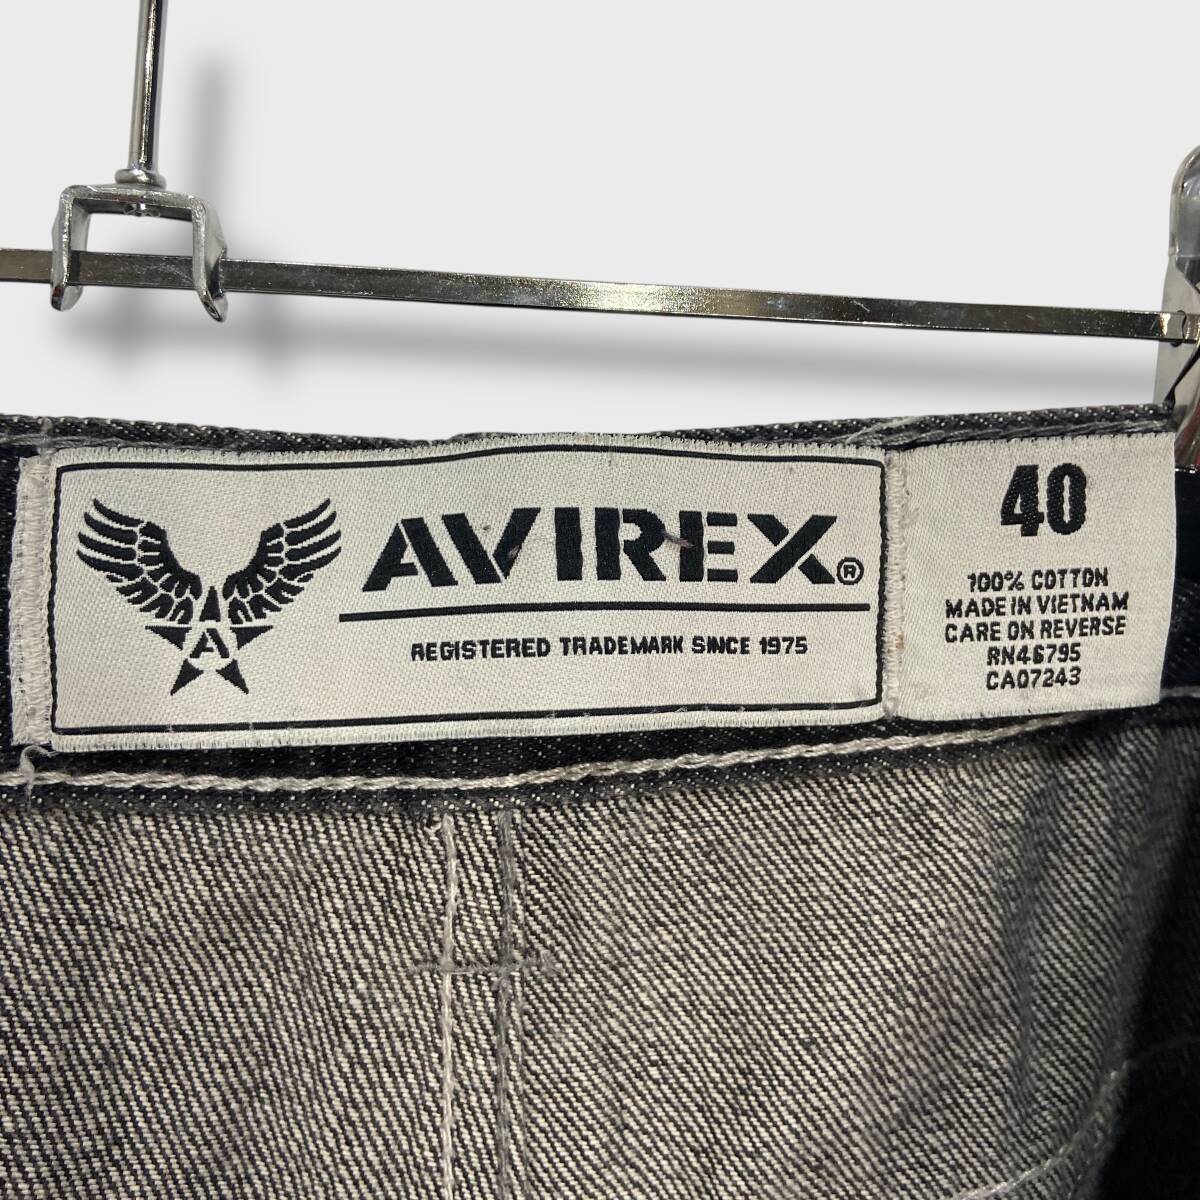 A
AVIREX®
REGISTERED TRADEMARK SINCE 1975
40
100% COTTON
MADE IN VIETNAM
CARE ON REVERSE
RN46795
CA07243